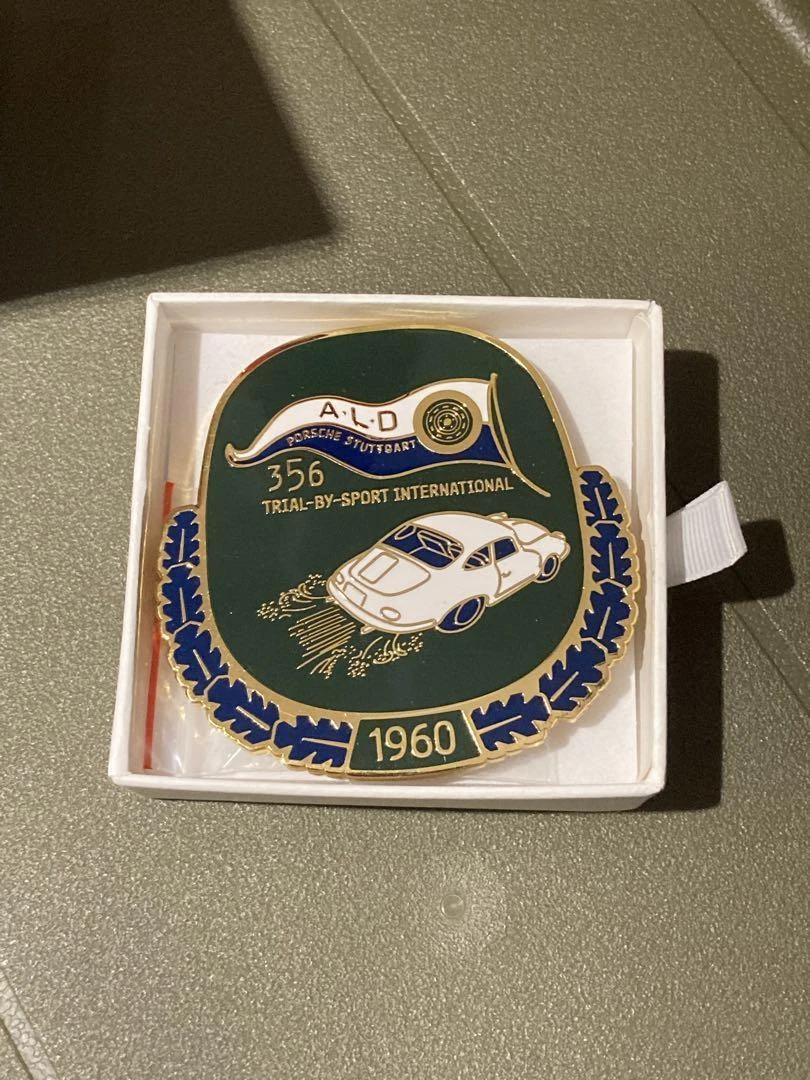 A·L·D
PORSCHE STUTTGART
356
TRIAL-BY-SPORT INTERNATIONAL
1960